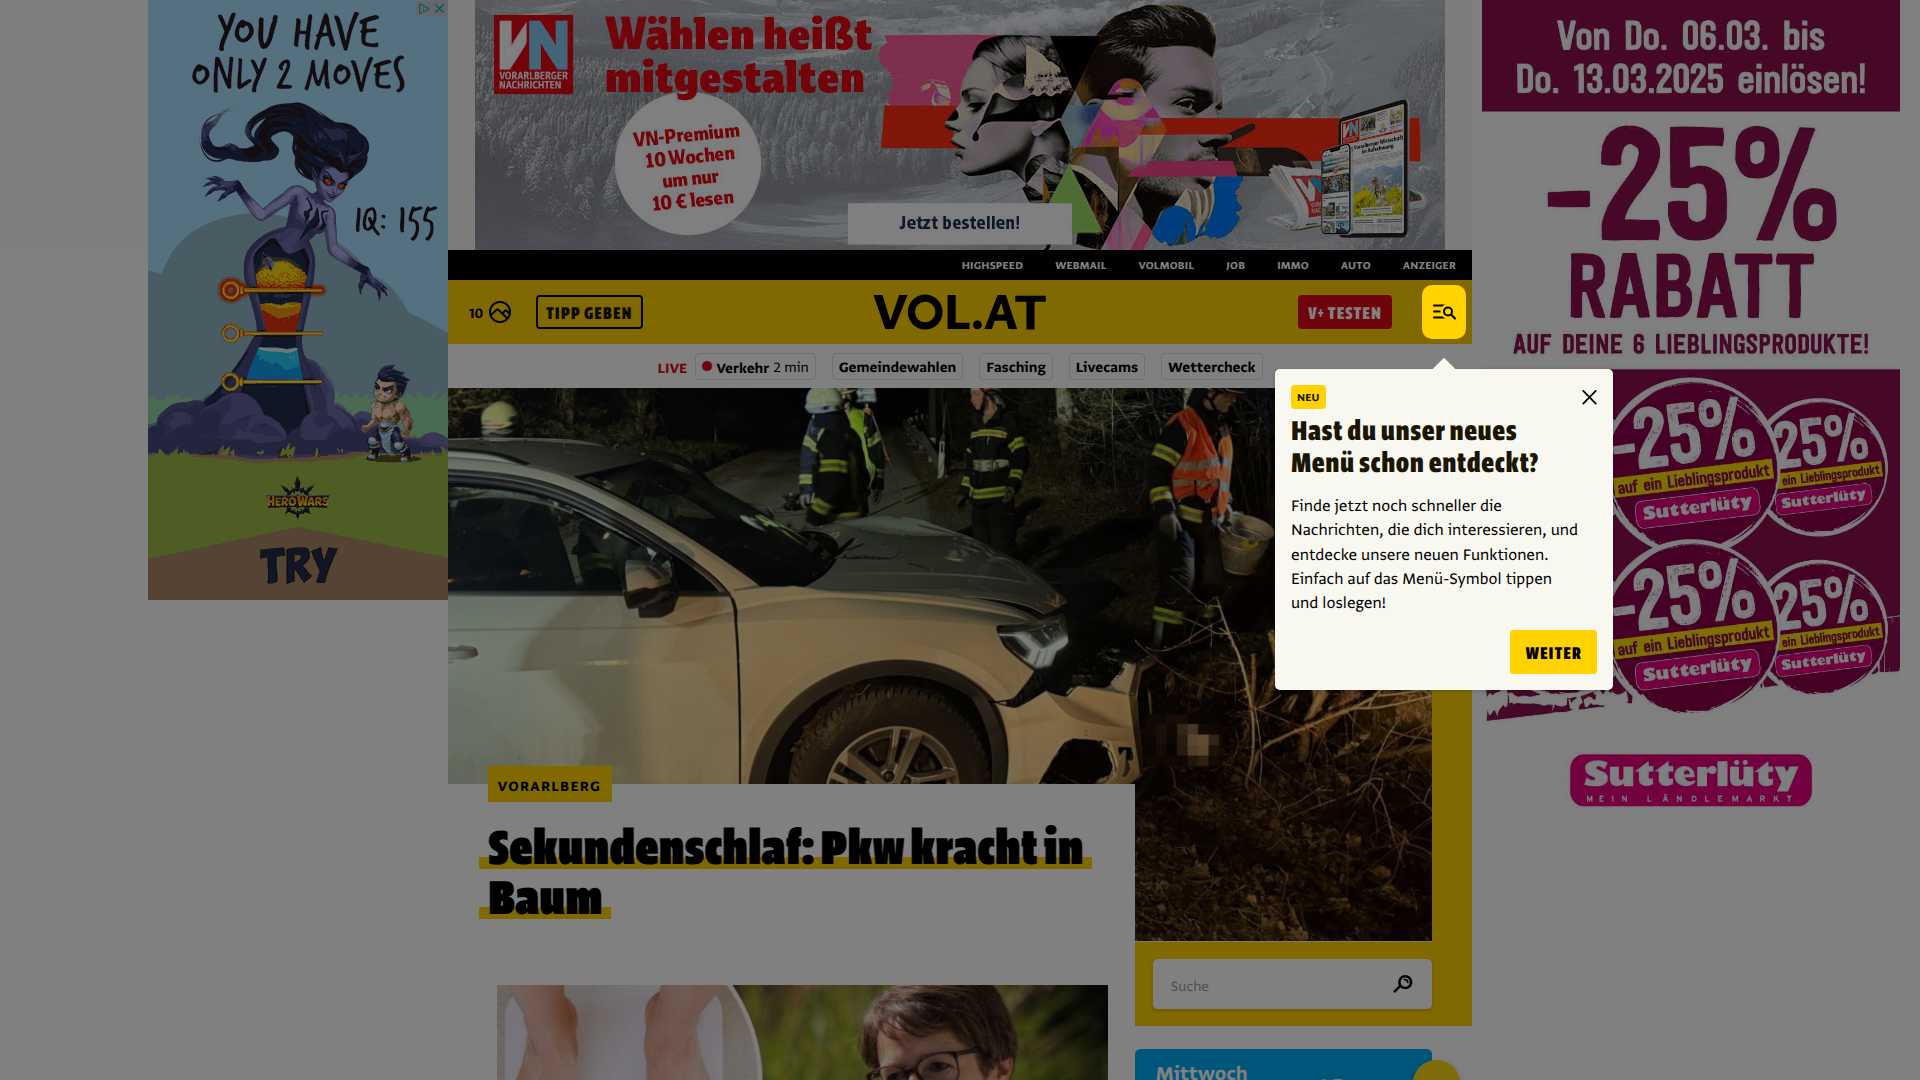 YOU HAVE
ONLY 2 MOVES
IQ: 155
HERO WARS
TRY
VN
VORARLBERGER
NACHRICHTEN
Wählen heißt
mitgestalten
VN-Premium
10 Wochen
um nur
10 € lesen
Jetzt bestellen!
Von Do. 06.03. bis
Do. 13.03.2025 einlösen!
-25%
RABATT
AUF DEINE 6 LIEBLINGSPRODUKTE!
HIGHSPEED WEBMAIL VOLMOBIL JOB IMMO AUTO ANZEIGER
10 TIPP GEBEN VOL.AT V+ TESTEN
LIVE Verkehr 2 min Gemeindewahlen Fasching Livecams Wettercheck
NEU
Hast du unser neues
Menü schon entdeckt?
Finde jetzt noch schneller die
Nachrichten, die dich interessieren, und
entdecke unsere neuen Funktionen.
Einfach auf das Menü-Symbol tippen
und loslegen!
WEITER
-25%
auf ein Lieblingsprodukt
Sutterlüty
25%
ein Lieblingsprodukt
Sutterlüty
-25%
auf ein Lieblingsprodukt
Sutterlüty
25%
ein Lieblingsprodukt
Sutterlüty
Sutterlüty
MEIN LÄNDLEMARKT
VORARLBERG
Sekundenschlaf: Pkw kracht in
Baum
Suche
Mittwoch